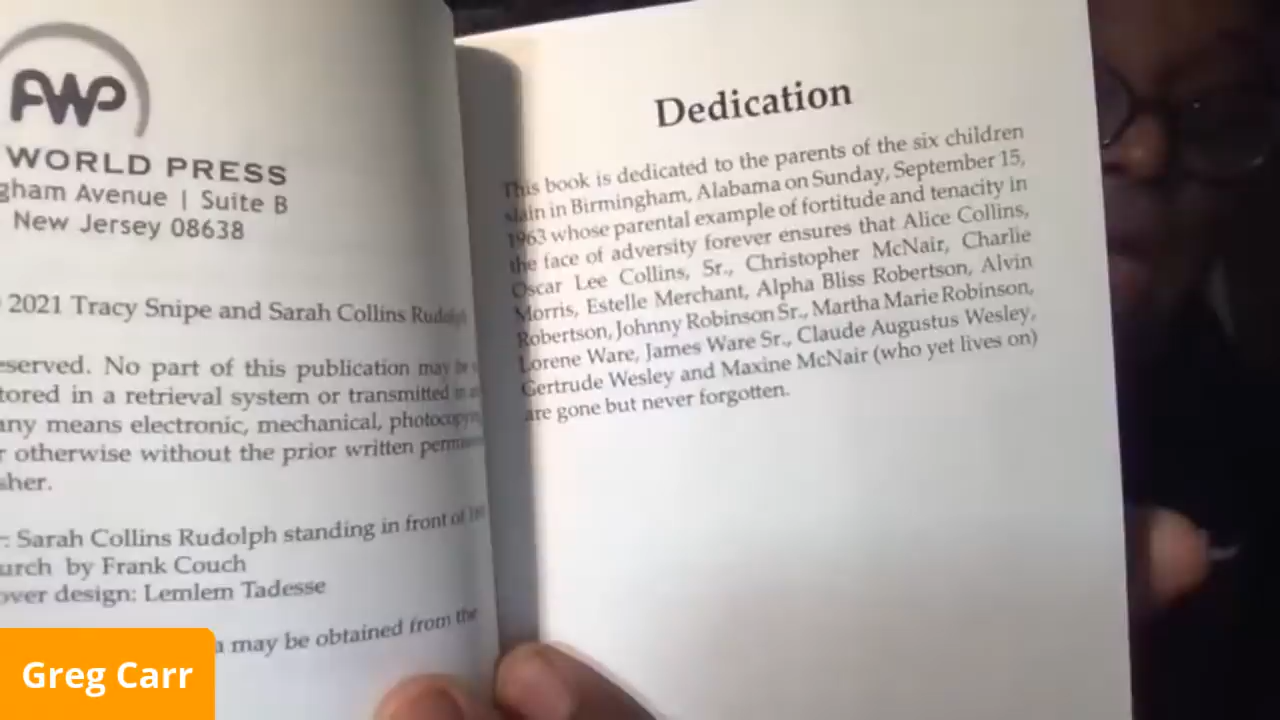 AWP
WORLD PRESS
gham Avenue | Suite B
New Jersey 08638
2021 Tracy Snipe and Sarah Collins Rudolph
eserved. No part of this publication may be
tored in a retrieval system or transmitted in
any means electronic, mechanical, photocopy
r otherwise without the prior written perm
sher.
: Sarah Collins Rudolph standing in front of
urch by Frank Couch
over design: Lemlem Tadesse
a may be obtained from the
Dedication
This book is dedicated to the parents of the six children
slain in Birmingham, Alabama on Sunday, September 15,
1963 whose parental example of fortitude and tenacity in
the face of adversity forever ensures that Alice Collins,
Oscar Lee Collins, Sr., Christopher McNair, Charlie
Morris, Estelle Merchant, Alpha Bliss Robertson, Alvin
Robertson, Johnny Robinson Sr., Martha Marie Robinson,
Lorene Ware, James Ware Sr., Claude Augustus Wesley,
Gertrude Wesley and Maxine McNair (who yet lives on)
are gone but never forgotten.
Greg Carr